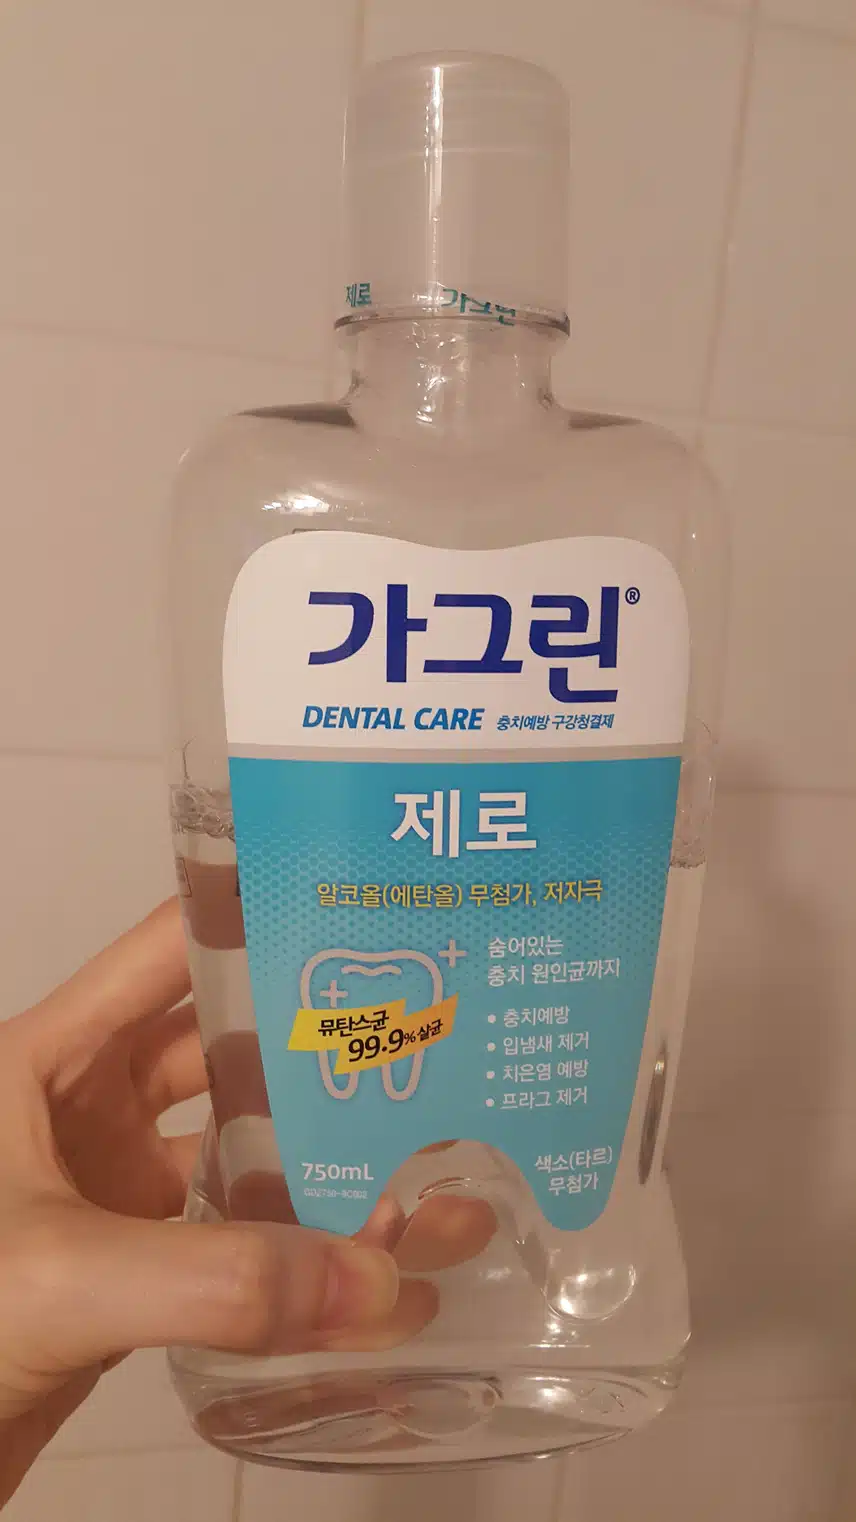 제로 가그린
가그린®
DENTAL CARE 충치예방 구강청결제
제로
알코올(에탄올) 무첨가, 저자극
숨어있는
충치 원인균까지
뮤탄스균
99.9% 살균
• 충치예방
• 입냄새 제거
• 치은염 예방
• 프라그 제거
750mL
색소(타르)
무첨가